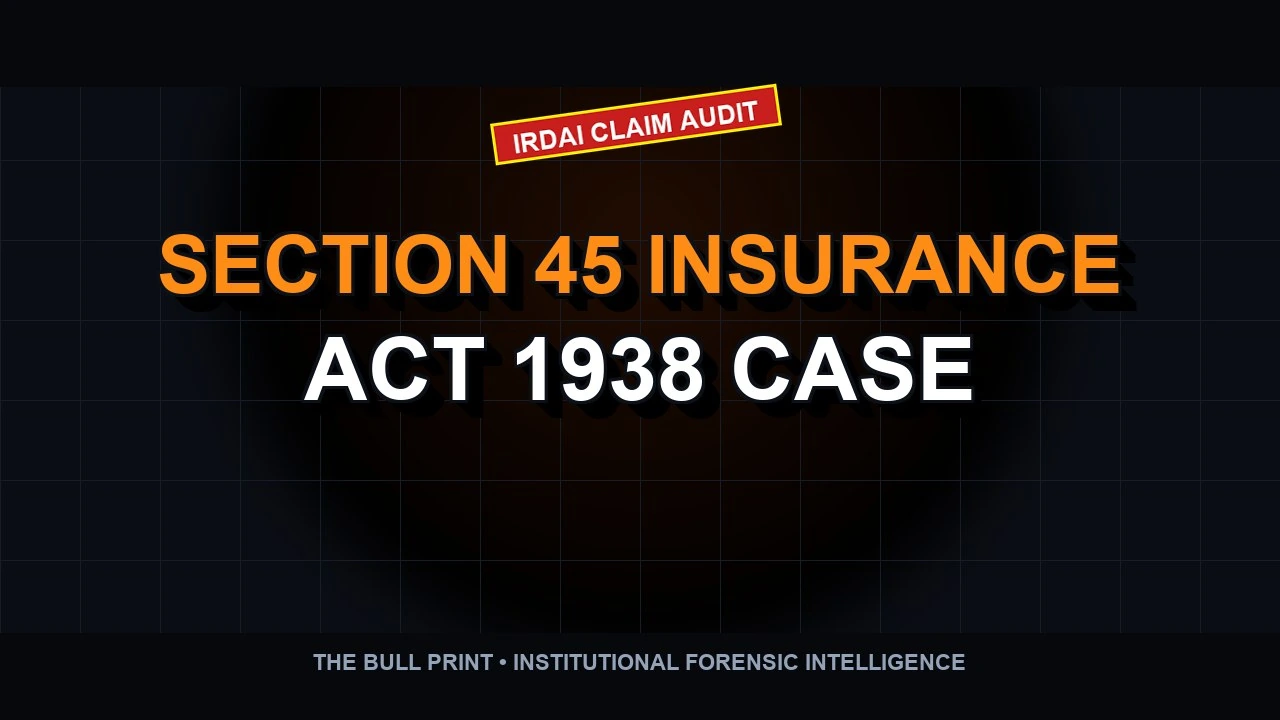 IRDAI CLAIM AUDIT
SECTION 45 INSURANCE
ACT 1938 CASE
THE BULL PRINT • INSTITUTIONAL FORENSIC INTELLIGENCE